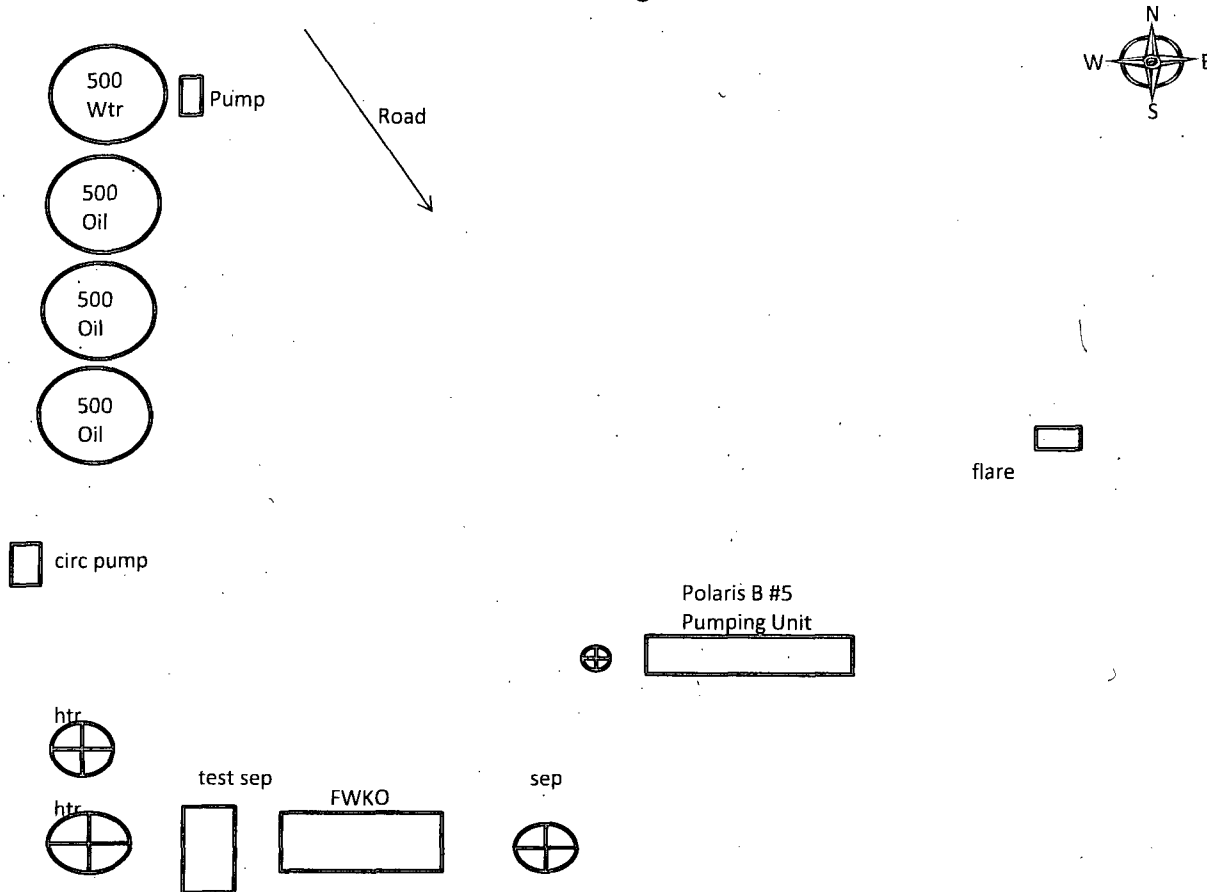 N
W
E
S
500
Wtr
Pump
Road
500
Oil
500
Oil
500
Oil
flare
circ pump
Polaris B #5
Pumping Unit
htr
test sep
sep
htr
FWKO